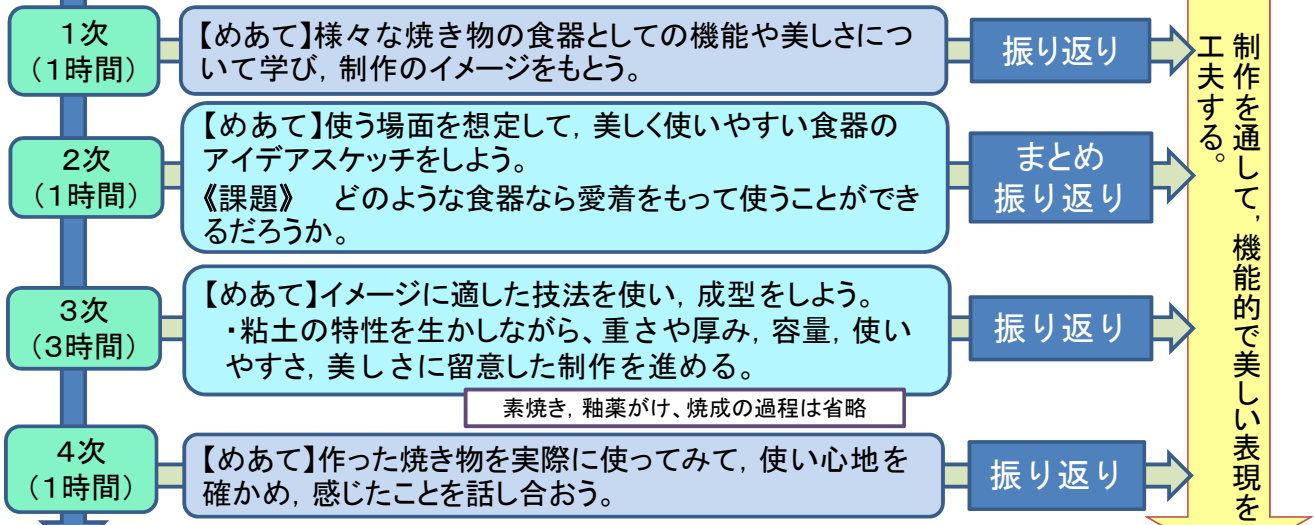 1次
(1時間)
【めあて】様々な焼き物の食器としての機能や美しさにつ
いて学び,制作のイメージをもとう。
振り返り
2次
(1時間)
【めあて】使う場面を想定して,美しく使いやすい食器の
アイデアスケッチをしよう。
《課題》 どのような食器なら愛着をもって使うことができ
るだろうか。
まとめ
振り返り
3次
(3時間)
【めあて】イメージに適した技法を使い,成型をしよう。
・粘土の特性を生かしながら、重さや厚み,容量,使い
やすさ,美しさに留意した制作を進める。
振り返り
素焼き,釉薬がけ、焼成の過程は省略
4次
(1時間)
【めあて】作った焼き物を実際に使ってみて,使い心地を
確かめ,感じたことを話し合おう。
振り返り
制作を通して,機能的で美しい表現を
工夫する。